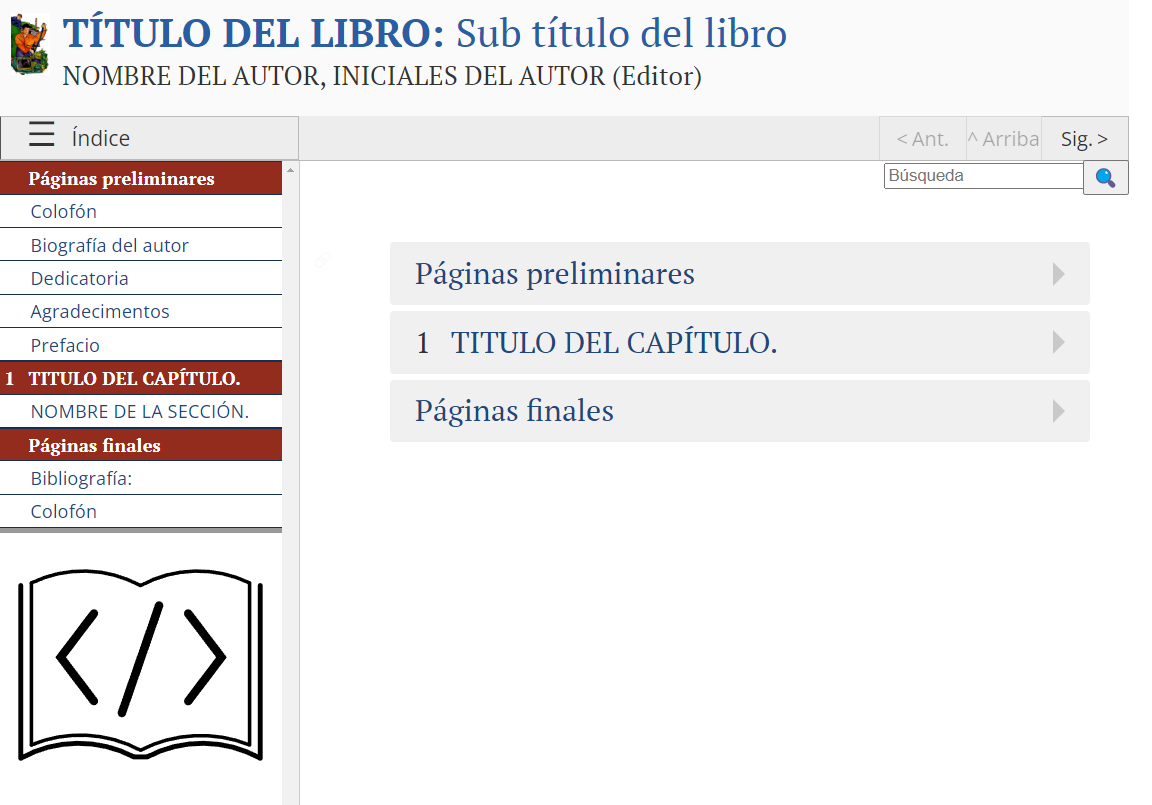 TÍTULO DEL LIBRO: Sub título del libro
NOMBRE DEL AUTOR, INICIALES DEL AUTOR (Editor)
☰ Índice
< Ant.
^ Arriba
Sig. >
Búsqueda
Páginas preliminares
Colofón
Biografía del autor
Dedicatoria
Agradecimentos
Prefacio
1 TITULO DEL CAPÍTULO.
NOMBRE DE LA SECCIÓN.
Páginas finales
Bibliografía:
Colofón
</>
Páginas preliminares
1 TITULO DEL CAPÍTULO.
Páginas finales